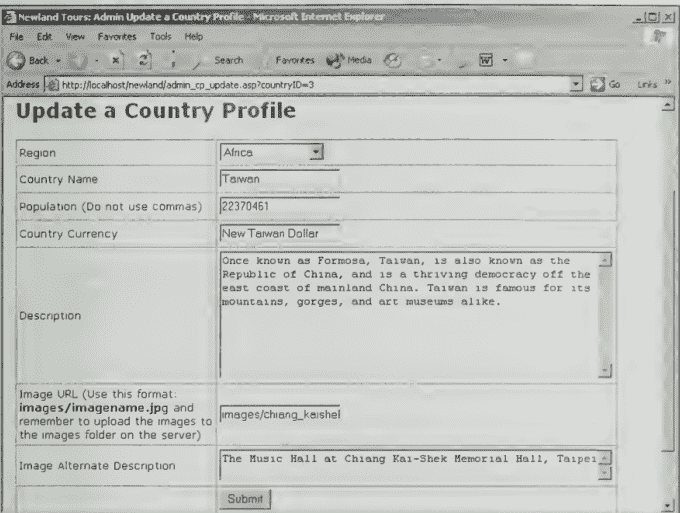 Newland Tours: Admin Update a Country Profile - Microsoft Internet Explorer
File Edit View Favorites Tools Help
Back Search Favorites Media W
Address http://localhost/newland/admin_cp_update.asp?countryID=3 Go Links »
Update a Country Profile
Region Africa
Country Name Taiwan
Population (Do not use commas) 22370461
Country Currency New Taiwan Dollar
Once known as Formosa, Taiwan, is also known as the
Republic of China, and is a thriving democracy off the
east coast of mainland China. Taiwan is famous for its
mountains, gorges, and art museums alike.
Description
Image URL (Use this format:
images/imagename.jpg and
remember to upload the images to
the images folder on the server)
images/chiang_kaishel
Image Alternate Description The Music Hall at Chiang Kai-Shek Memorial Hall, Taipei
Submit